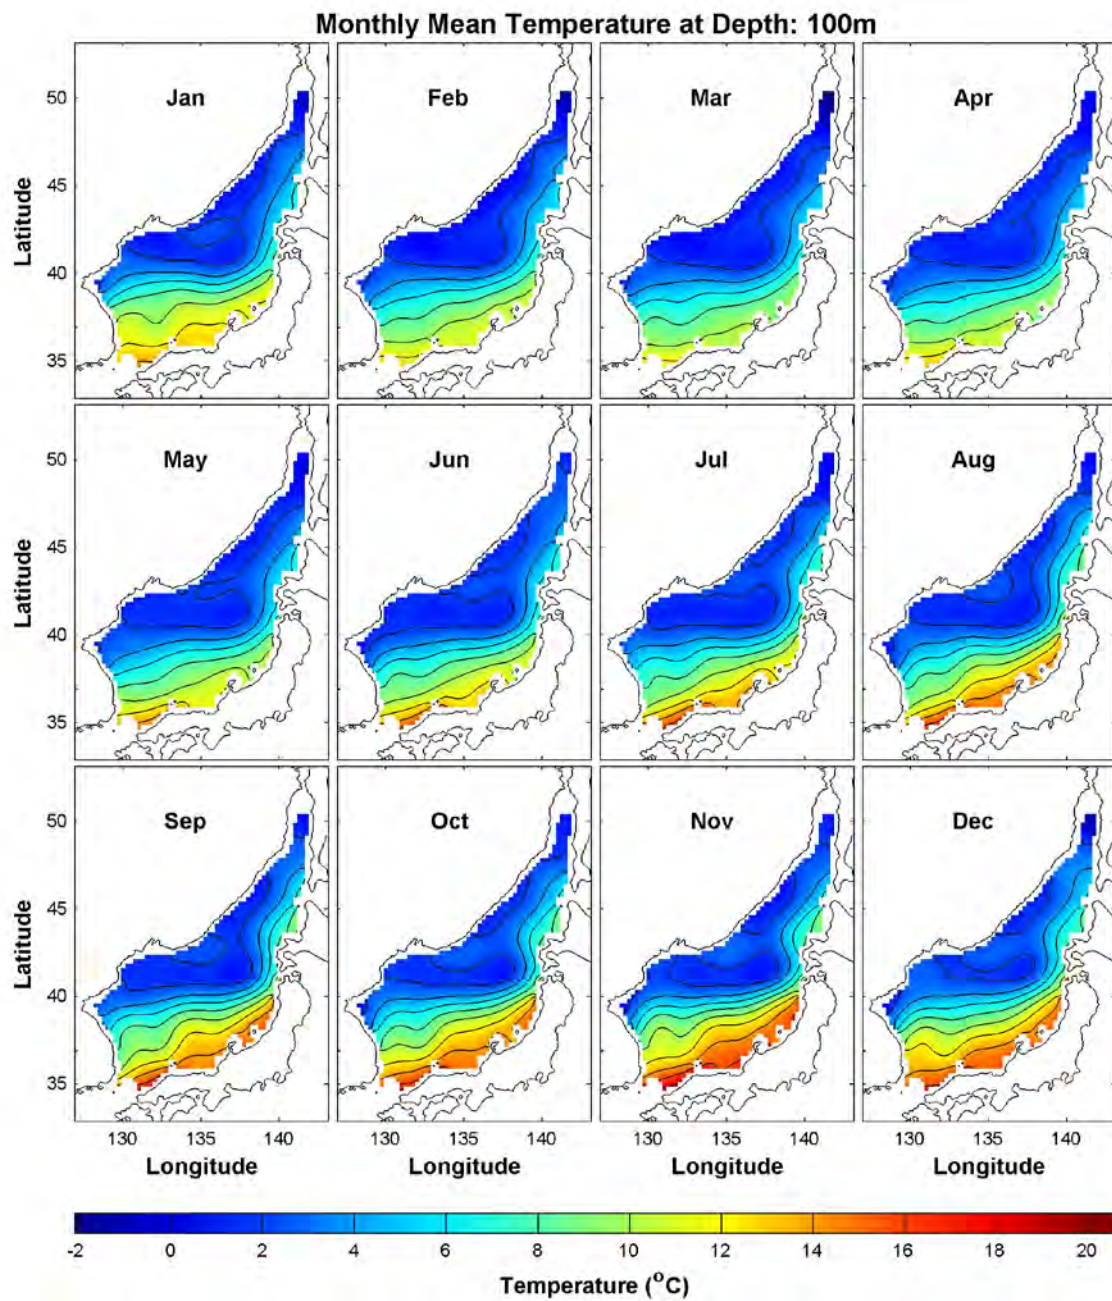 Monthly Mean Temperature at Depth: 100m
Jan Feb Mar Apr
50
45
40
35
Latitude
May Jun Jul Aug
50
45
40
35
Latitude
Sep Oct Nov Dec
50
45
40
35
Latitude
130 135 140 130 135 140 130 135 140 130 135 140
Longitude Longitude Longitude Longitude
-2 0 2 4 6 8 10 12 14 16 18 20
Temperature (°C)